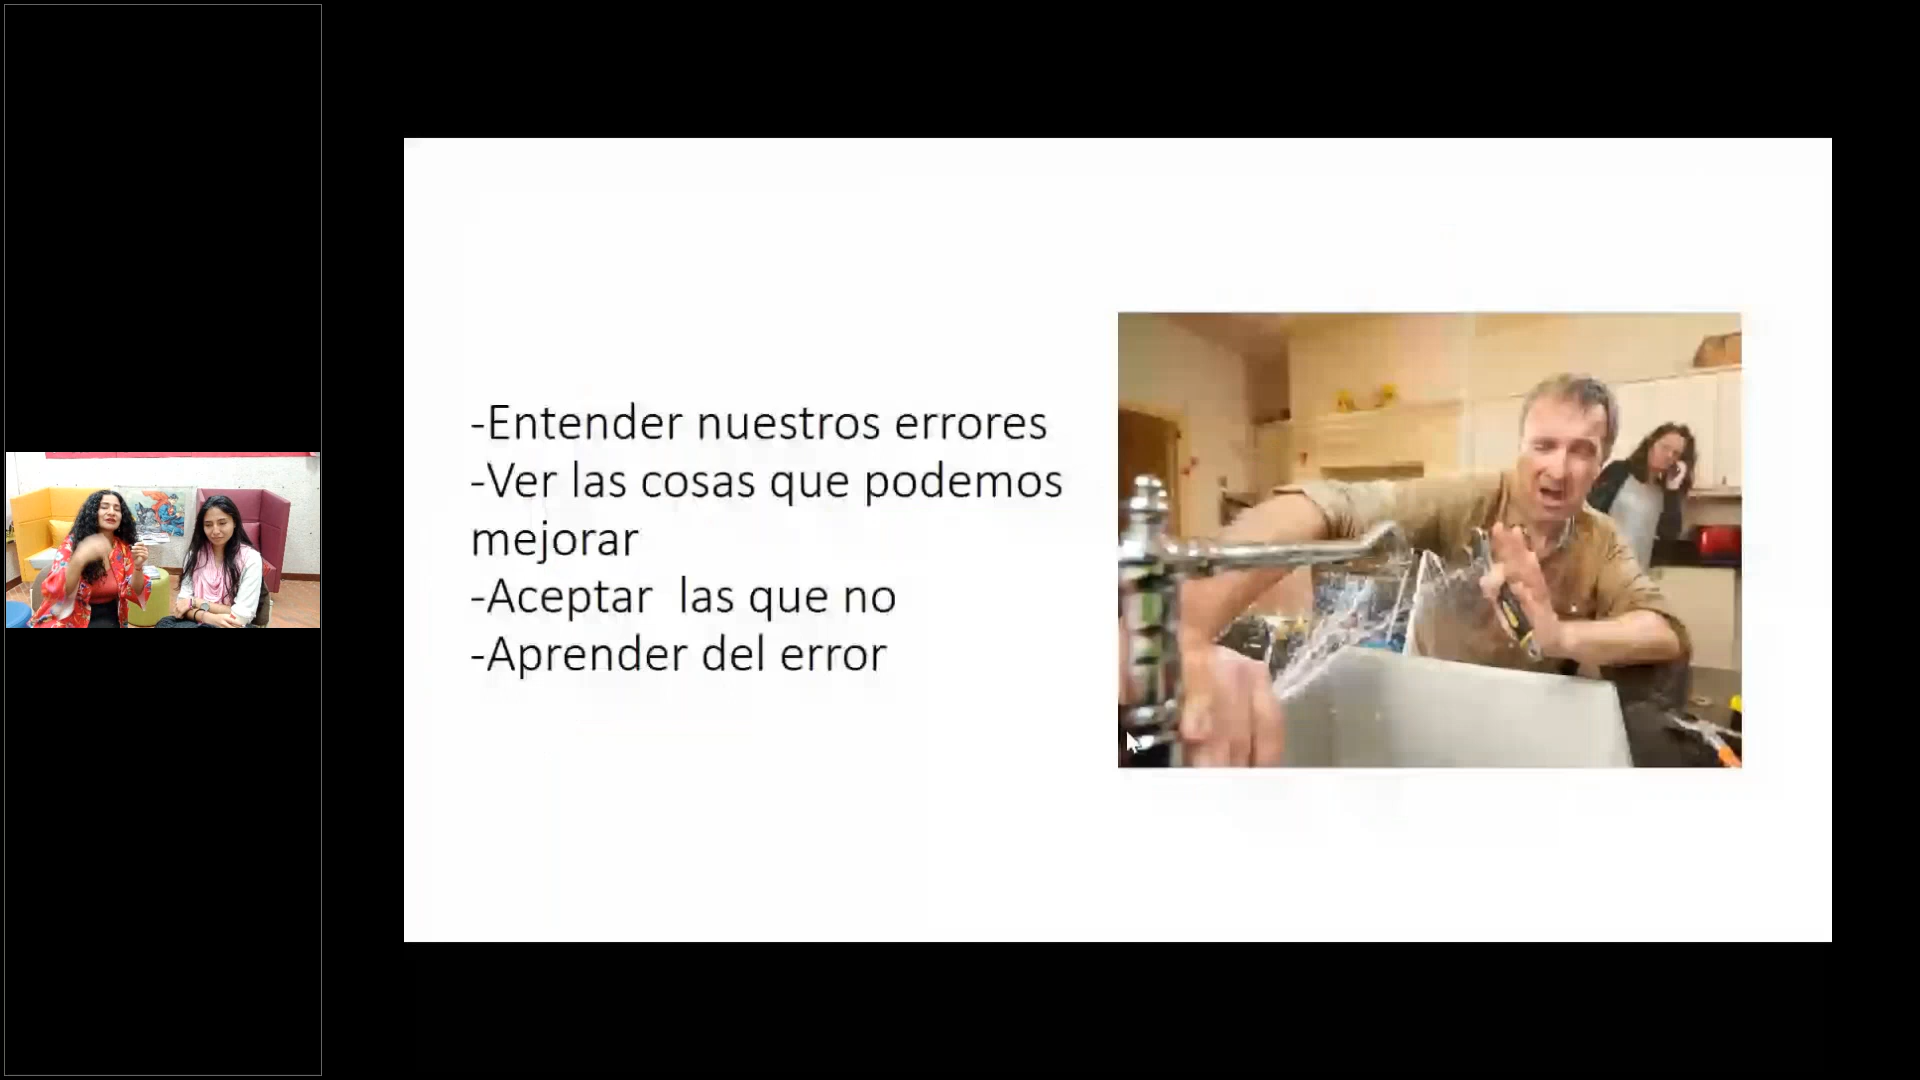 -Entender nuestros errores
-Ver las cosas que podemos
mejorar
-Aceptar  las que no
-Aprender del error